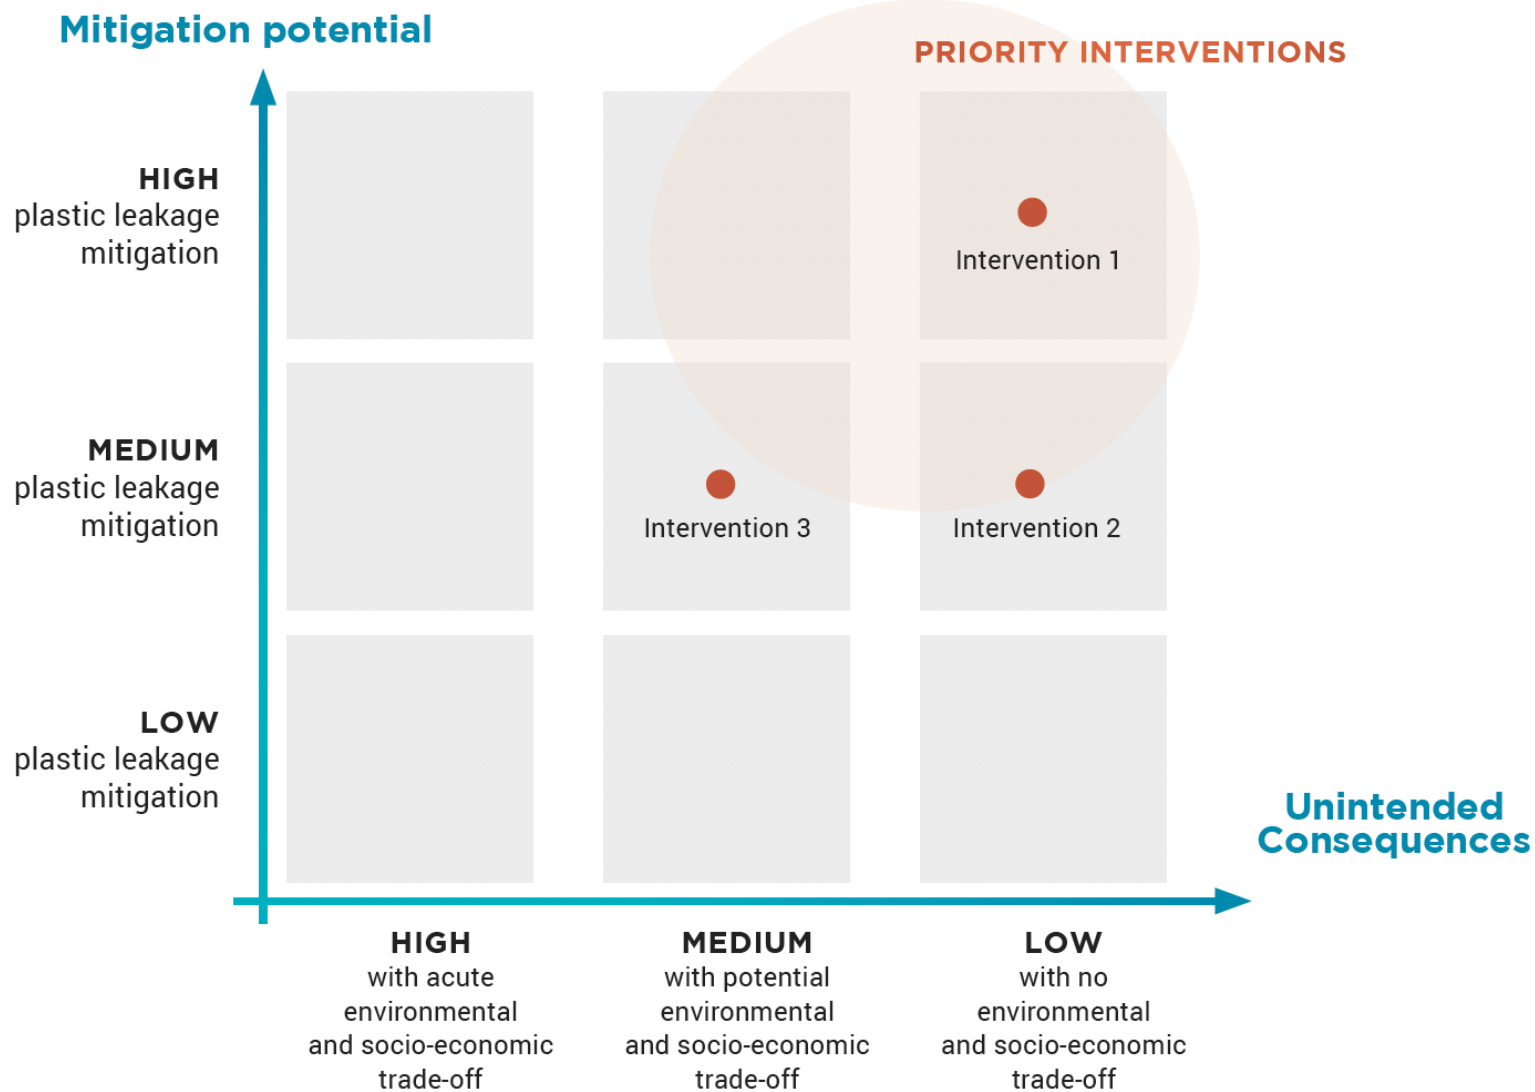 Mitigation potential
PRIORITY INTERVENTIONS
HIGH
plastic leakage
mitigation
Intervention 1
MEDIUM
plastic leakage
mitigation
Intervention 3
Intervention 2
LOW
plastic leakage
mitigation
Unintended
Consequences
HIGH
with acute
environmental
and socio-economic
trade-off
MEDIUM
with potential
environmental
and socio-economic
trade-off
LOW
with no
environmental
and socio-economic
trade-off